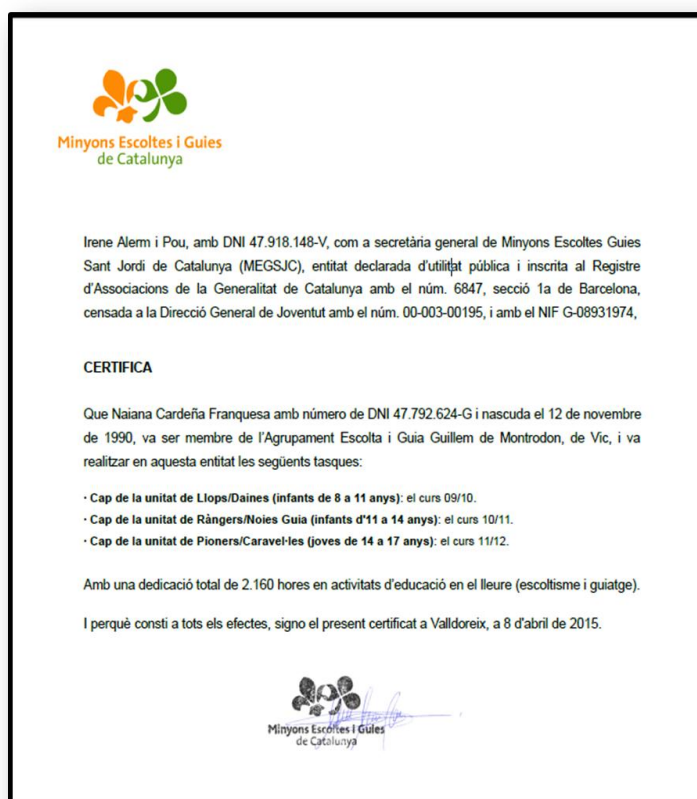 Minyons Escoltes i Guies
de Catalunya
Irene Alerm i Pou, amb DNI 47.918.148-V, com a secretària general de Minyons Escoltes Guies
Sant Jordi de Catalunya (MEGSJC), entitat declarada d'utilitat pública i inscrita al Registre
d'Associacions de la Generalitat de Catalunya amb el núm. 6847, secció 1a de Barcelona,
censada a la Direcció General de Joventut amb el núm. 00-003-00195, i amb el NIF G-08931974,
CERTIFICA
Que Naiana Cardeña Franquesa amb número de DNI 47.792.624-G i nascuda el 12 de novembre
de 1990, va ser membre de l'Agrupament Escolta i Guia Guillem de Montrodon, de Vic, i va
realitzar en aquesta entitat les següents tasques:
· Cap de la unitat de Llops/Daines (infants de 8 a 11 anys): el curs 09/10.
· Cap de la unitat de Ràngers/Noies Guia (infants d'11 a 14 anys): el curs 10/11.
· Cap de la unitat de Pioners/Caravel·les (joves de 14 a 17 anys): el curs 11/12.
Amb una dedicació total de 2.160 hores en activitats d'educació en el lleure (escoltisme i guiatge).
I perquè consti a tots els efectes, signo el present certificat a Valldoreix, a 8 d'abril de 2015.
Minyons Escoltes i Guies
de Catalunya